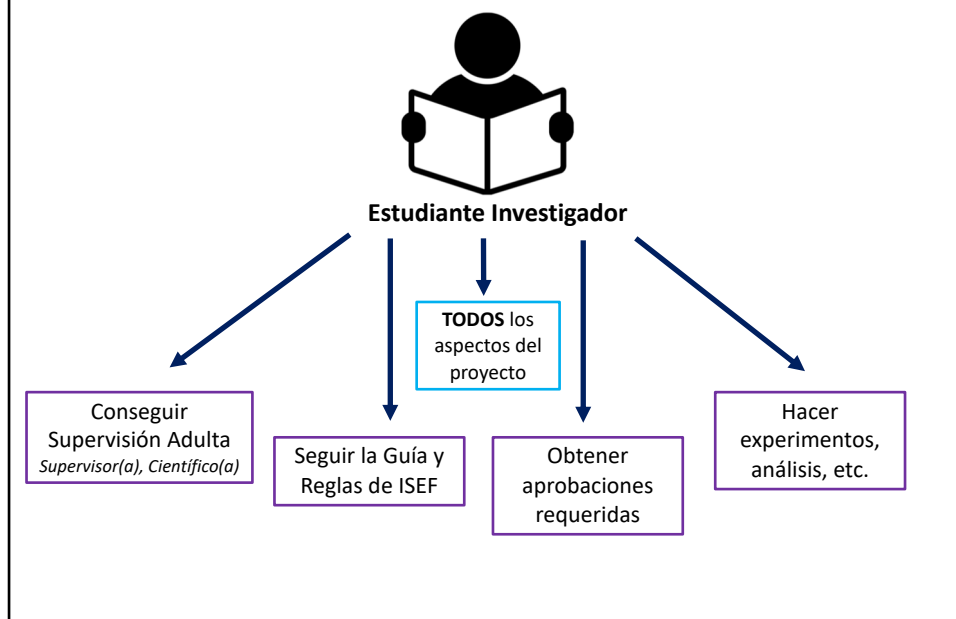 Estudiante Investigador
TODOS los
aspectos del
proyecto
Conseguir
Supervisión Adulta
Supervisor(a), Científico(a)
Seguir la Guía y
Reglas de ISEF
Obtener
aprobaciones
requeridas
Hacer
experimentos,
análisis, etc.